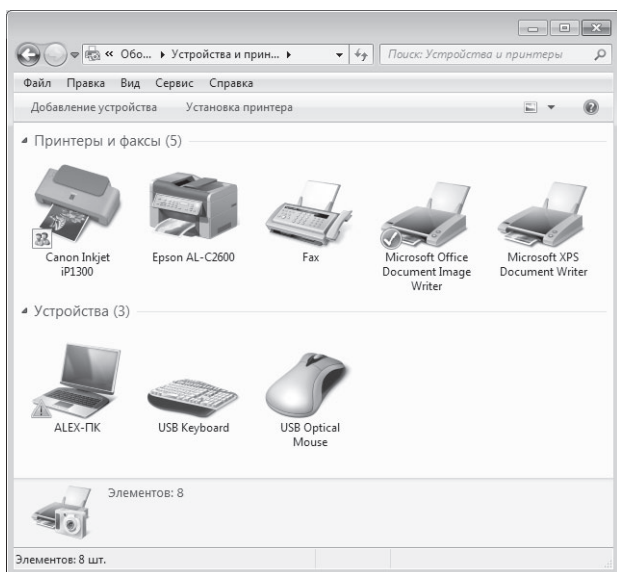 « Обо... ▸ Устройства и прин... ▸ Поиск: Устройства и принтеры
Файл Правка Вид Сервис Справка
Добавление устройства Установка принтера
Принтеры и факсы (5)
Canon Inkjet iP1300
Epson AL-C2600
Fax
Microsoft Office Document Image Writer
Microsoft XPS Document Writer
Устройства (3)
ALEX-ПК
USB Keyboard
USB Optical Mouse
Элементов: 8
Элементов: 8 шт.